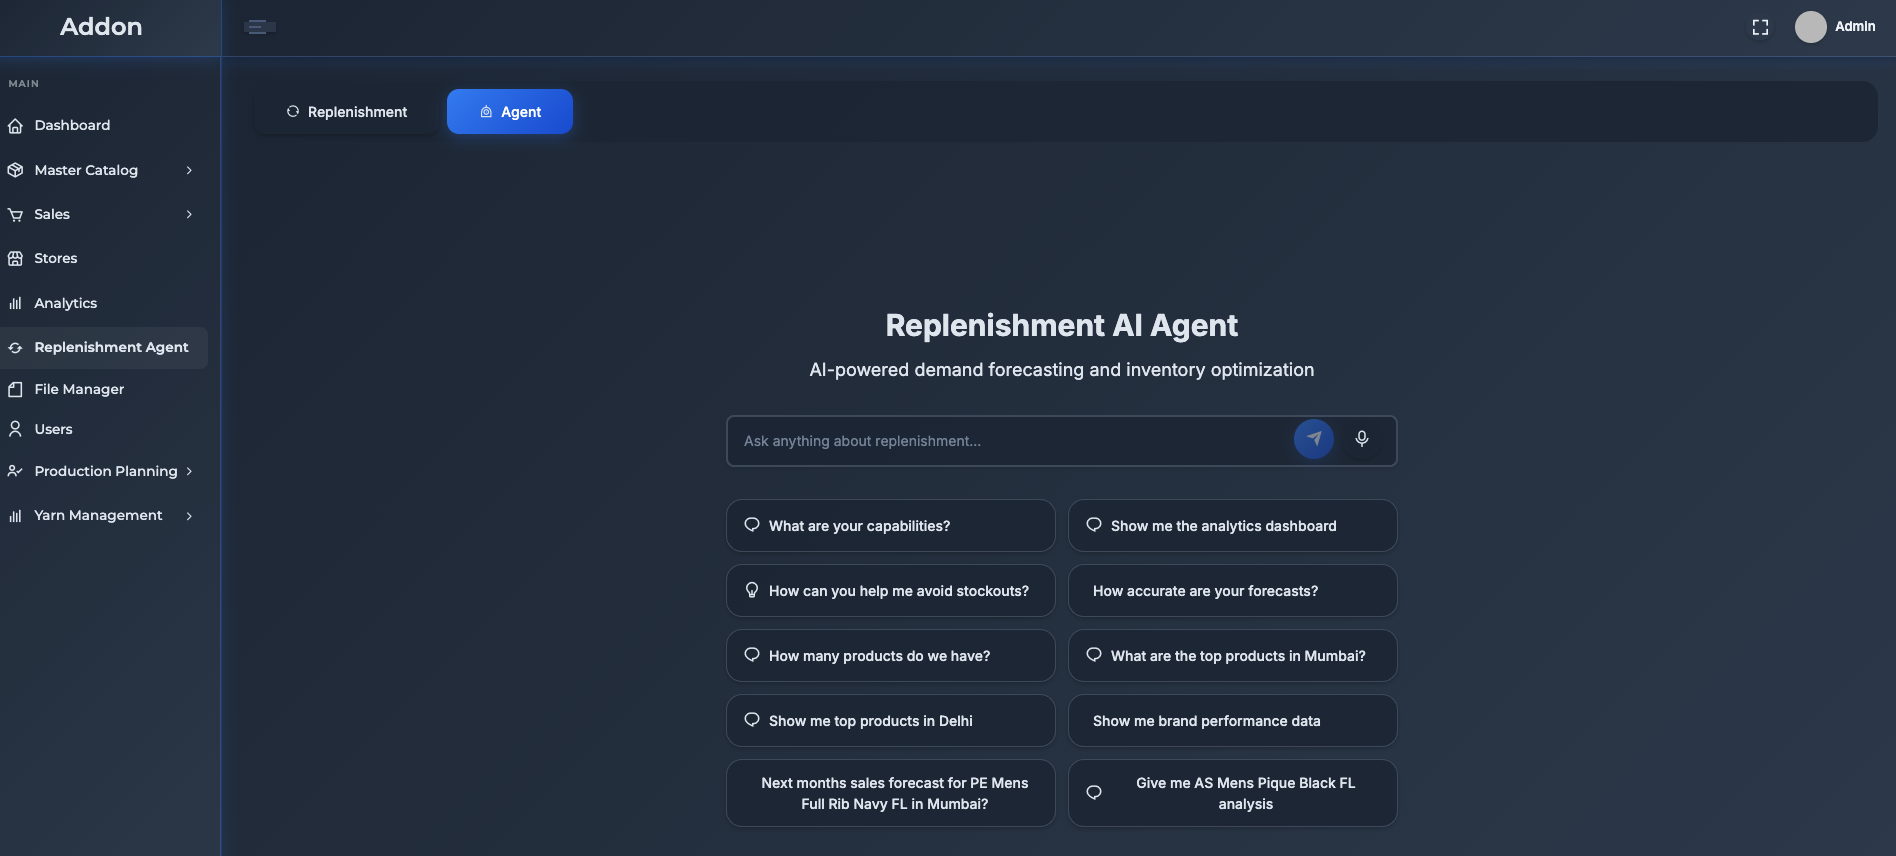 Addon
Admin
MAIN
Dashboard
Master Catalog
Sales
Stores
Analytics
Replenishment Agent
File Manager
Users
Production Planning
Yarn Management
Replenishment
Agent
Replenishment AI Agent
AI-powered demand forecasting and inventory optimization
Ask anything about replenishment...
What are your capabilities?
Show me the analytics dashboard
How can you help me avoid stockouts?
How accurate are your forecasts?
How many products do we have?
What are the top products in Mumbai?
Show me top products in Delhi
Show me brand performance data
Next months sales forecast for PE Mens
Full Rib Navy FL in Mumbai?
Give me AS Mens Pique Black FL
analysis